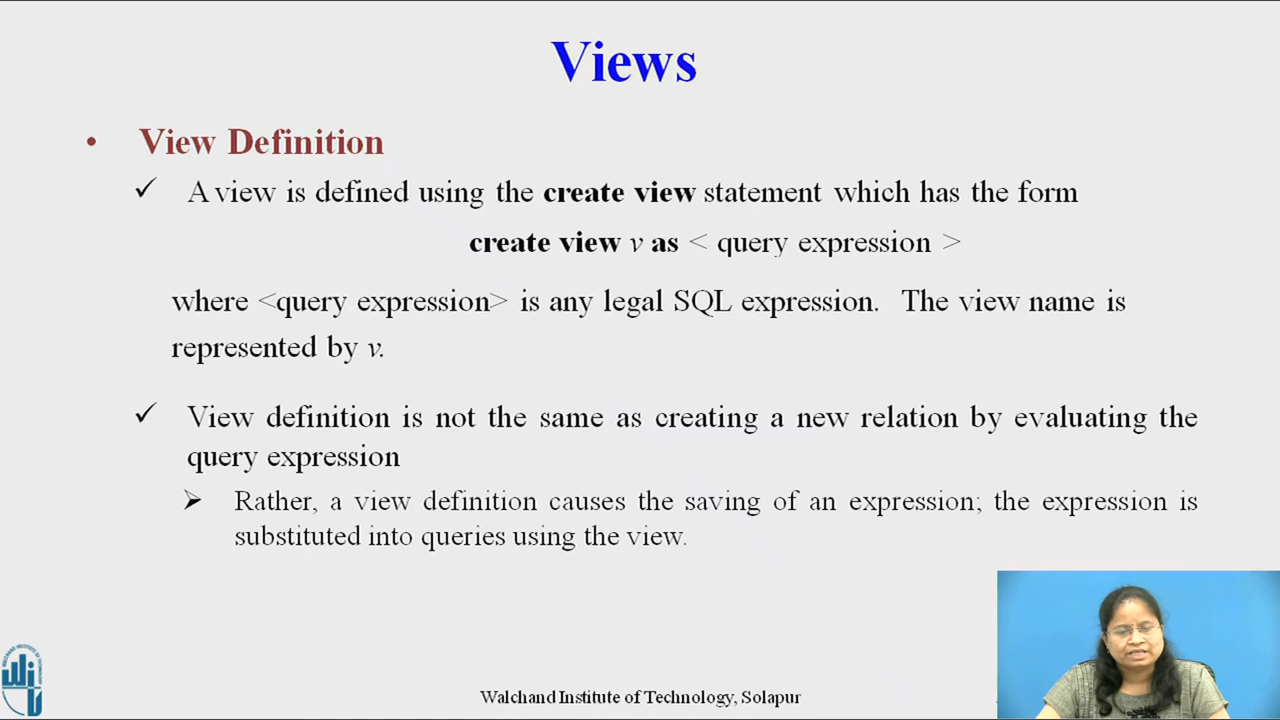 Views
• View Definition
✓ A view is defined using the create view statement which has the form
create view v as < query expression >
where <query expression> is any legal SQL expression. The view name is
represented by v.
✓ View definition is not the same as creating a new relation by evaluating the
query expression
➢ Rather, a view definition causes the saving of an expression; the expression is
substituted into queries using the view.
Walchand Institute of Technology, Solapur